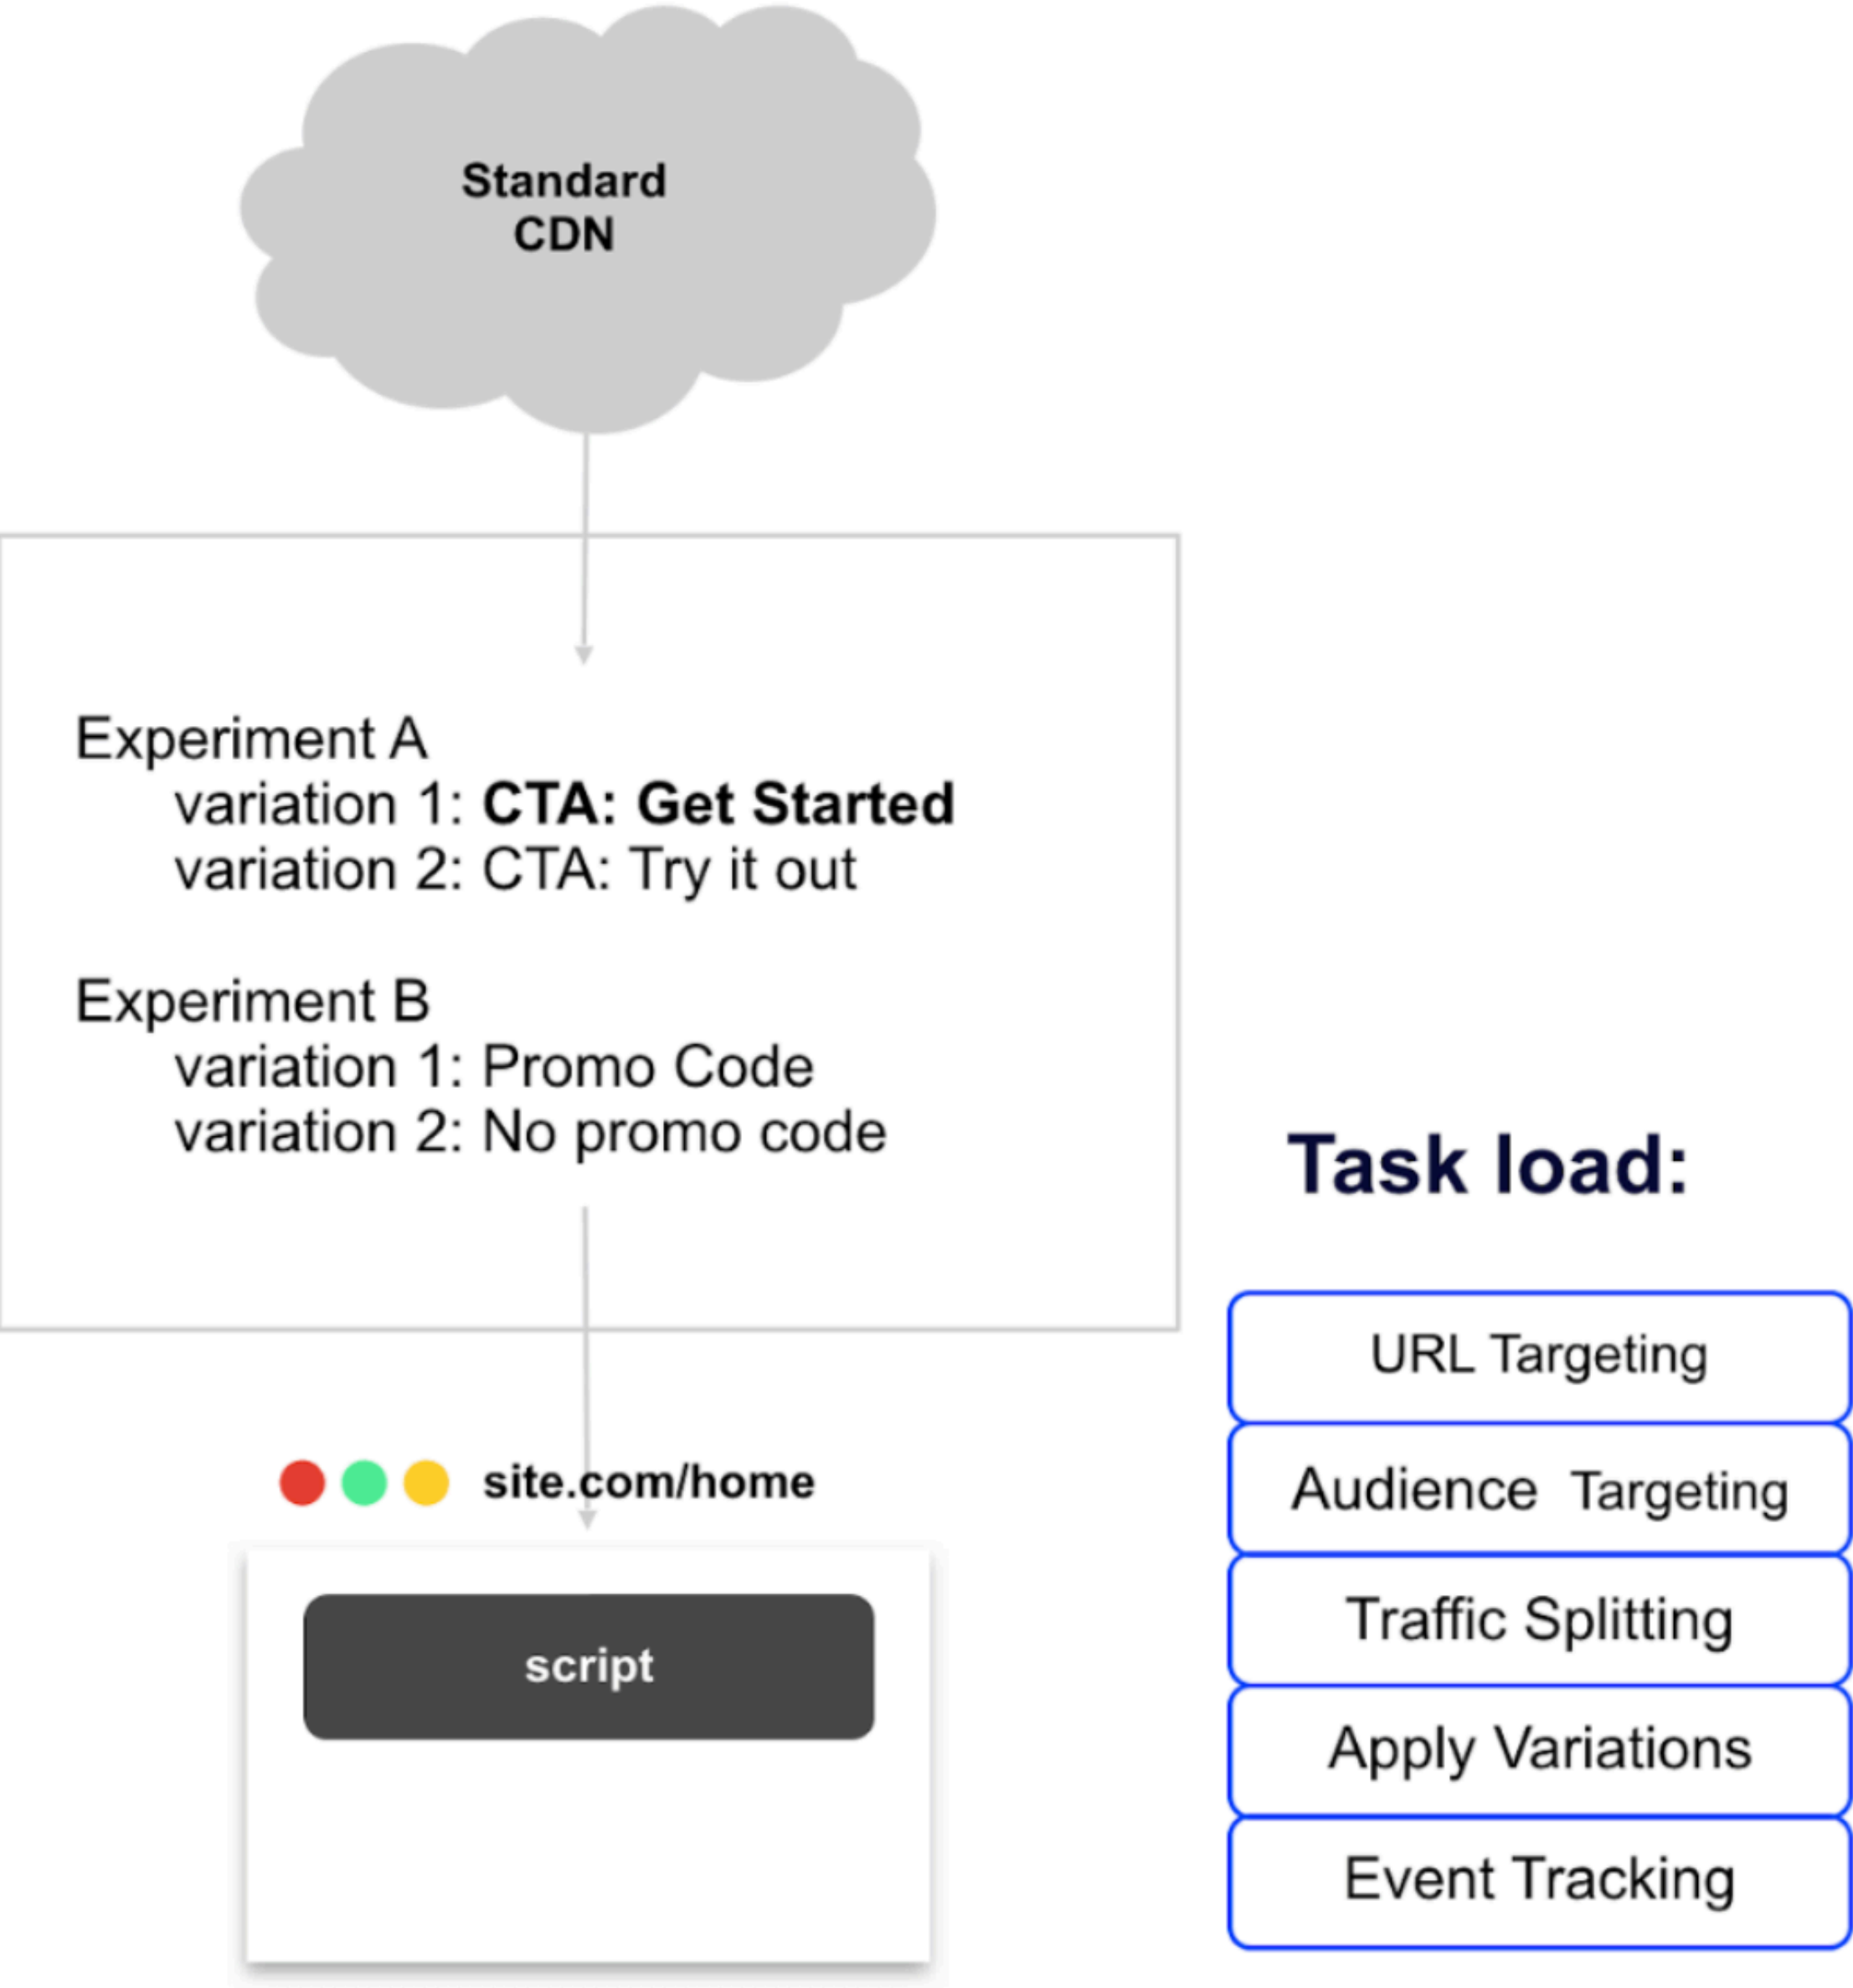 Standard
CDN
Experiment A
variation 1: CTA: Get Started
variation 2: CTA: Try it out
Experiment B
variation 1: Promo Code
variation 2: No promo code
site.com/home
script
Task load:
URL Targeting
Audience Targeting
Traffic Splitting
Apply Variations
Event Tracking